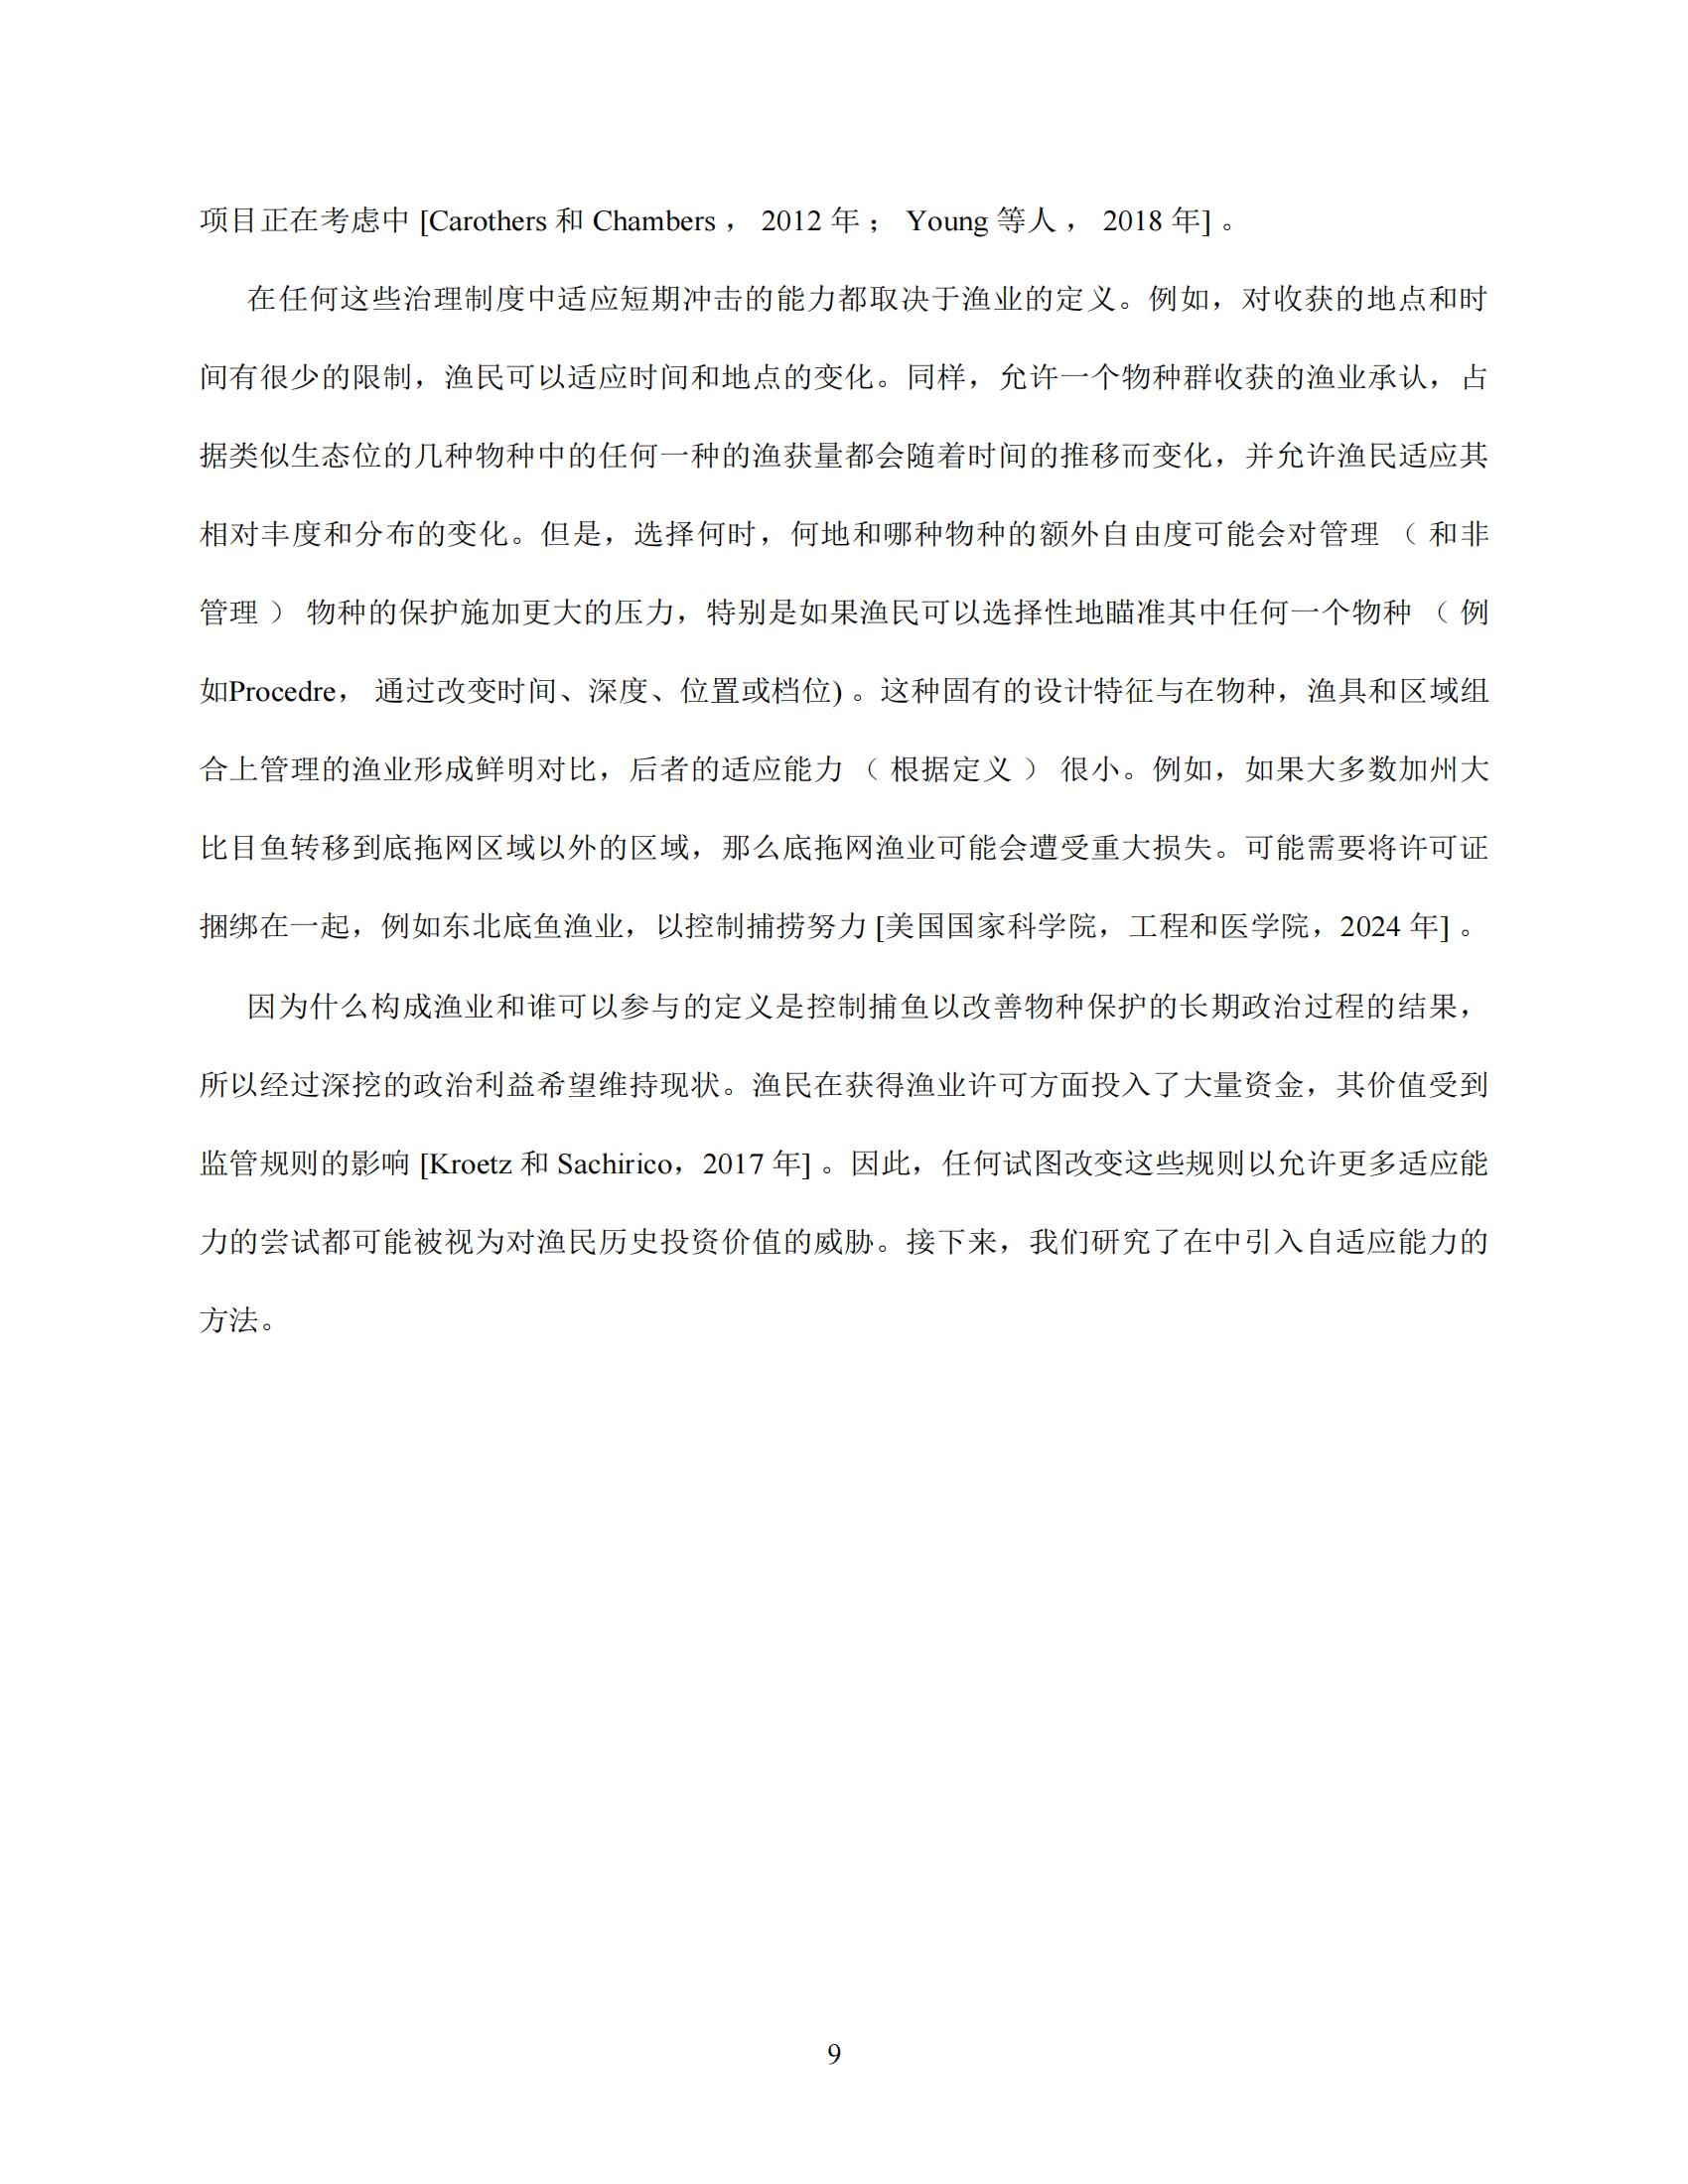 项目正在考虑中 [Carothers 和 Chambers ， 2012 年 ； Young 等人 ， 2018 年] 。
在任何这些治理制度中适应短期冲击的能力都取决于渔业的定义。例如，对收获的地点和时
间有很少的限制，渔民可以适应时间和地点的变化。同样，允许一个物种群收获的渔业承认，占
据类似生态位的几种物种中的任何一种的渔获量都会随着时间的推移而变化，并允许渔民适应其
相对丰度和分布的变化。但是，选择何时，何地和哪种物种的额外自由度可能会对管理 （ 和非
管理 ） 物种的保护施加更大的压力，特别是如果渔民可以选择性地瞄准其中任何一个物种 （ 例
如Procedre， 通过改变时间、深度、位置或档位) 。这种固有的设计特征与在物种，渔具和区域组
合上管理的渔业形成鲜明对比，后者的适应能力 （ 根据定义 ） 很小。例如，如果大多数加州大
比目鱼转移到底拖网区域以外的区域，那么底拖网渔业可能会遭受重大损失。可能需要将许可证
捆绑在一起，例如东北底鱼渔业，以控制捕捞努力 [美国国家科学院，工程和医学院，2024 年] 。
因为什么构成渔业和谁可以参与的定义是控制捕鱼以改善物种保护的长期政治过程的结果，
所以经过深挖的政治利益希望维持现状。渔民在获得渔业许可方面投入了大量资金，其价值受到
监管规则的影响 [Kroetz 和 Sachirico，2017 年] 。因此，任何试图改变这些规则以允许更多适应能
力的尝试都可能被视为对渔民历史投资价值的威胁。接下来，我们研究了在中引入自适应能力的
方法。
9